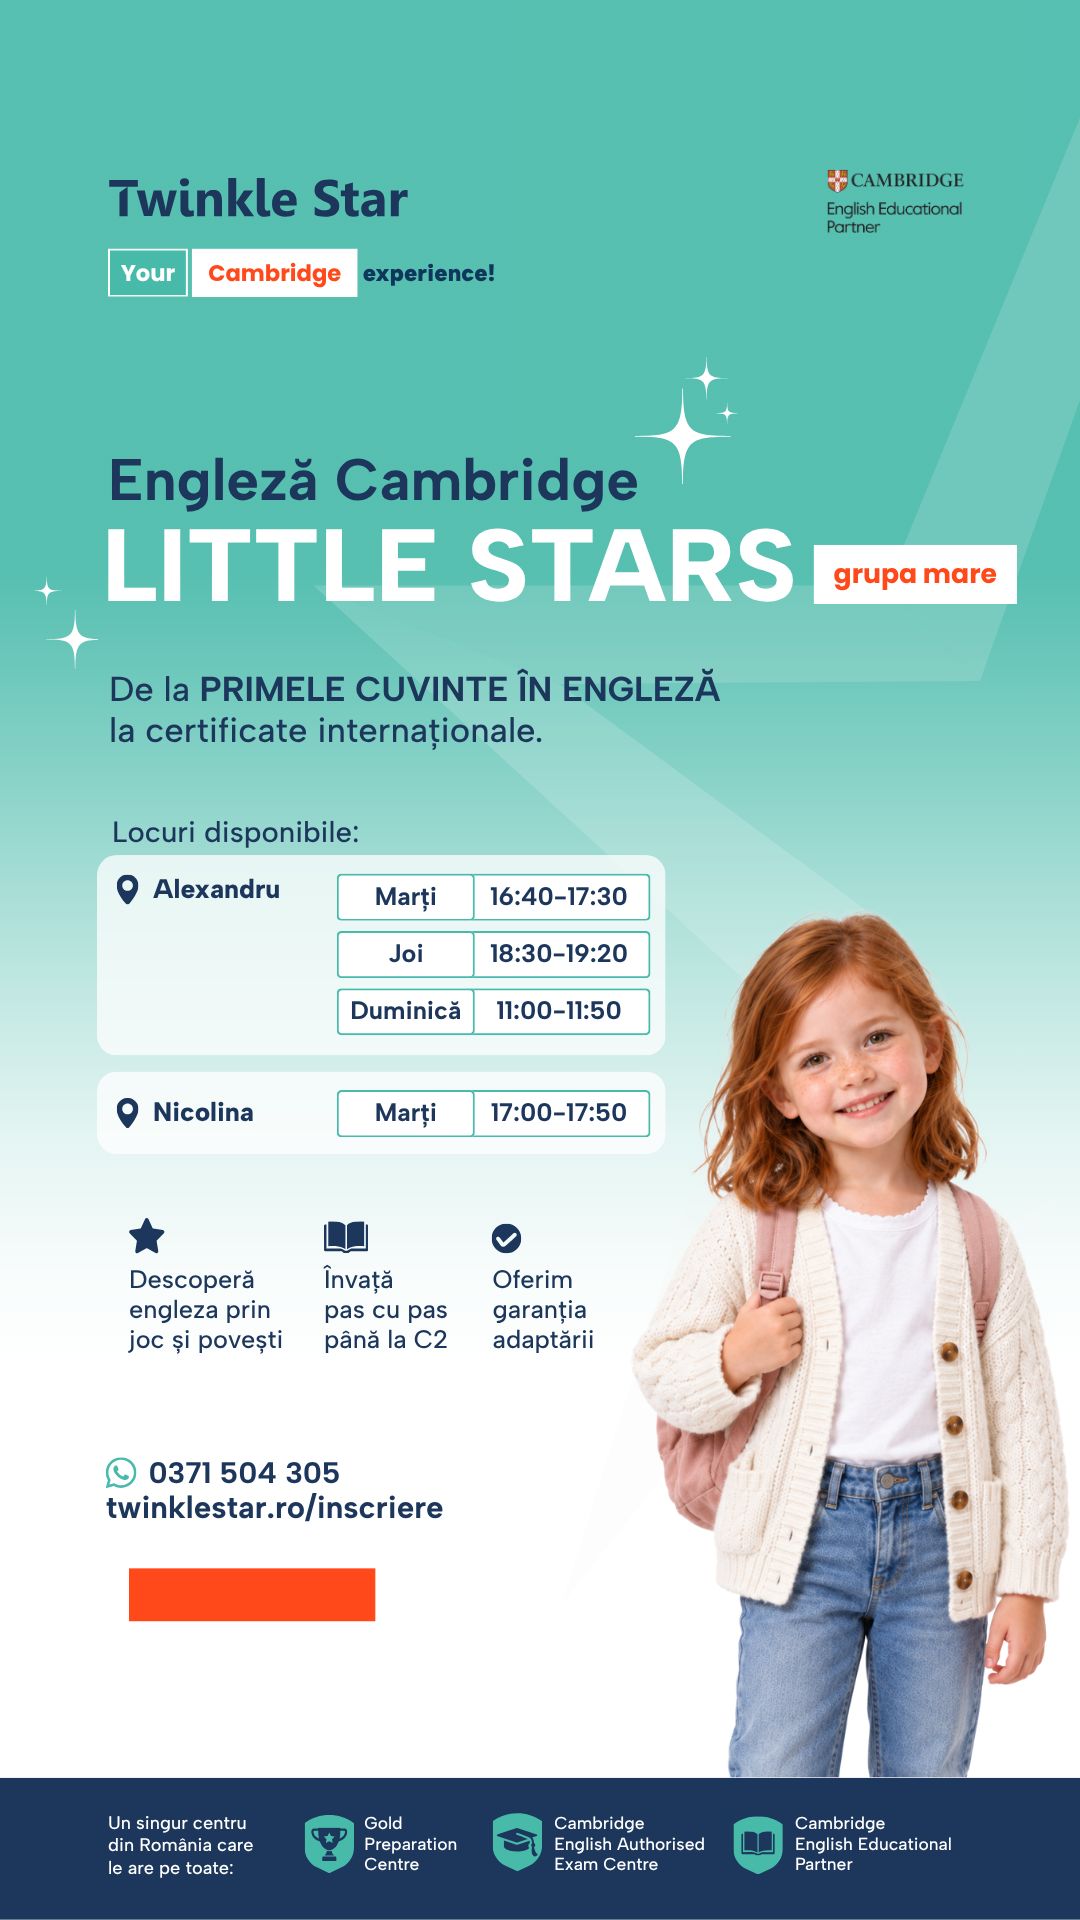 Twinkle Star
CAMBRIDGE
English Educational
Partner
Your Cambridge experience!
Engleză Cambridge
LITTLE STARS grupa mare
De la PRIMELE CUVINTE ÎN ENGLEZĂ
la certificate internaționale.
Locuri disponibile:
Alexandru Marți 16:40-17:30
Joi 18:30-19:20
Duminică 11:00-11:50
Nicolina Marți 17:00-17:50
Descoperă
engleza prin
joc și povești
Învață
pas cu pas
până la C2
Oferim
garanția
adaptării
0371 504 305
twinklestar.ro/inscriere
Un singur centru
din România care
le are pe toate:
Gold
Preparation
Centre
Cambridge
English Authorised
Exam Centre
Cambridge
English Educational
Partner